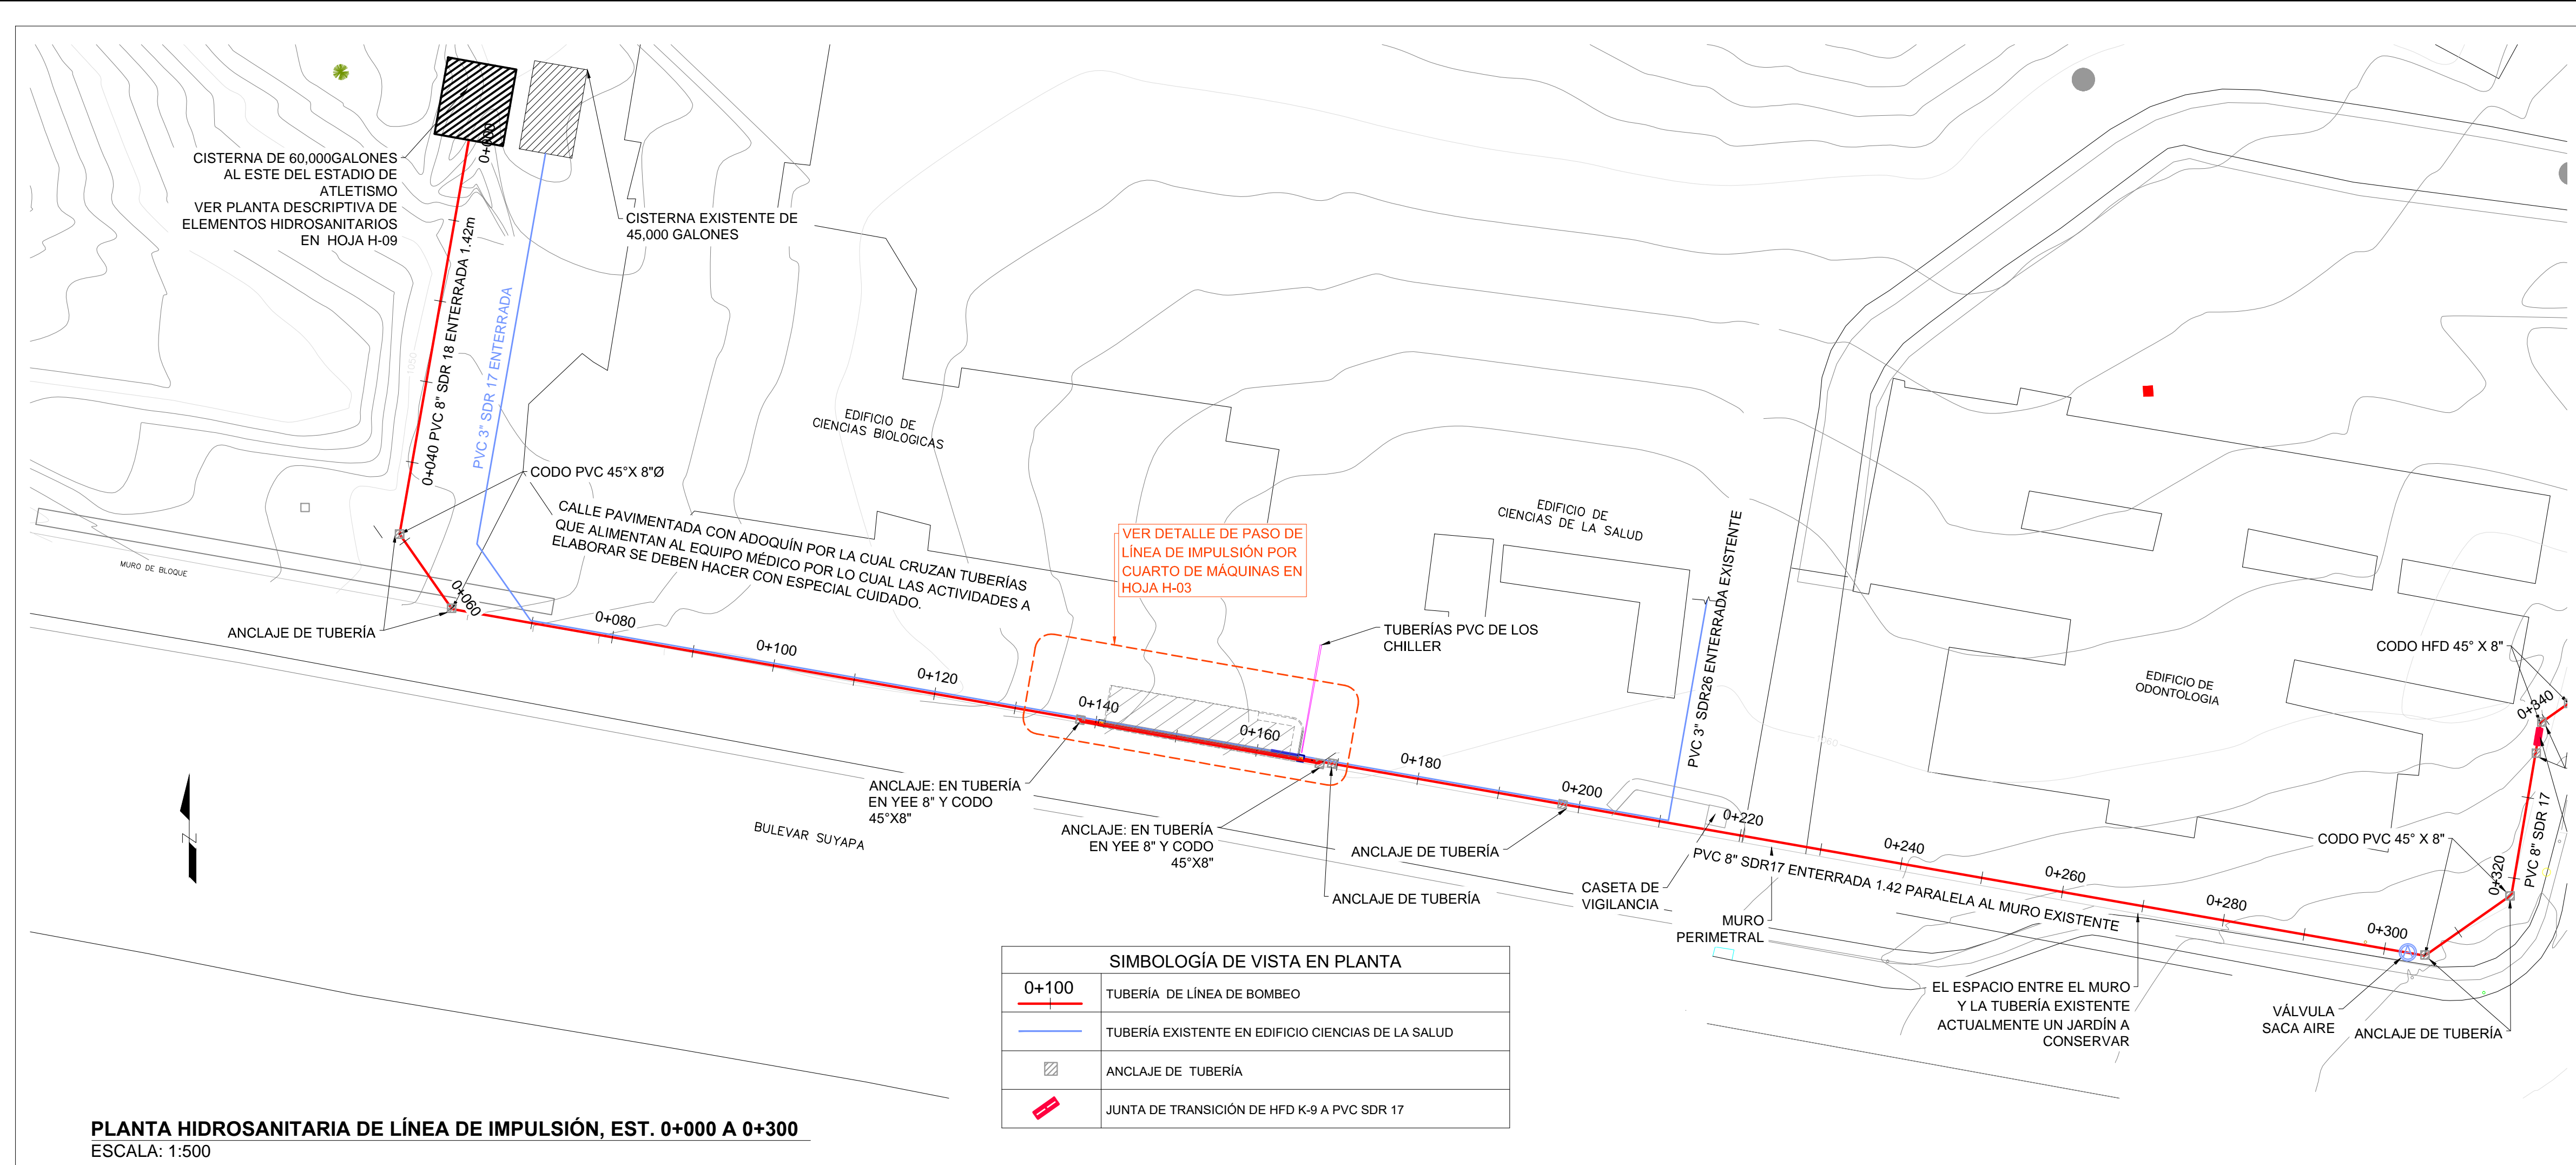 CISTERNA DE 60,000GALONES
AL ESTE DEL ESTADIO DE
ATLETISMO
VER PLANTA DESCRIPTIVA DE
ELEMENTOS HIDROSANITARIOS
EN HOJA H-09
0+000
CISTERNA EXISTENTE DE
45,000 GALONES
0+040 PVC 8" SDR 18 ENTERRADA 1.42m
PVC 3" SDR 17 ENTERRADA
1050
CODO PVC 45°X 8"Ø
EDIFICIO DE
CIENCIAS BIOLOGICAS
CALLE PAVIMENTADA CON ADOQUÍN POR LA CUAL CRUZAN TUBERÍAS
QUE ALIMENTAN AL EQUIPO MÉDICO POR LO CUAL LAS ACTIVIDADES A
ELABORAR SE DEBEN HACER CON ESPECIAL CUIDADO.
MURO DE BLOQUE
0+060
ANCLAJE DE TUBERÍA
0+080
0+100
0+120
0+140
0+160
0+180
0+200
0+220
0+240
0+260
0+280
0+300
0+320
0+340
VER DETALLE DE PASO DE
LÍNEA DE IMPULSIÓN POR
CUARTO DE MÁQUINAS EN
HOJA H-03
TUBERÍAS PVC DE LOS
CHILLER
EDIFICIO DE
CIENCIAS DE LA SALUD
PVC 3" SDR26 ENTERRADA EXISTENTE
1060
EDIFICIO DE
ODONTOLOGIA
CODO HFD 45° X 8"
PVC 8" SDR 17
CODO PVC 45° X 8"
ANCLAJE: EN TUBERÍA
EN YEE 8" Y CODO
45°X8"
BULEVAR SUYAPA
ANCLAJE: EN TUBERÍA
EN YEE 8" Y CODO
45°X8"
ANCLAJE DE TUBERÍA
ANCLAJE DE TUBERÍA
CASETA DE
VIGILANCIA
PVC 8" SDR17 ENTERRADA 1.42 PARALELA AL MURO EXISTENTE
MURO
PERIMETRAL
EL ESPACIO ENTRE EL MURO
Y LA TUBERÍA EXISTENTE
ACTUALMENTE UN JARDÍN A
CONSERVAR
VÁLVULA
SACA AIRE
ANCLAJE DE TUBERÍA
N
SIMBOLOGÍA DE VISTA EN PLANTA
0+100
TUBERÍA DE LÍNEA DE BOMBEO
TUBERÍA EXISTENTE EN EDIFICIO CIENCIAS DE LA SALUD
ANCLAJE DE TUBERÍA
JUNTA DE TRANSICIÓN DE HFD K-9 A PVC SDR 17
PLANTA HIDROSANITARIA DE LÍNEA DE IMPULSIÓN, EST. 0+000 A 0+300
ESCALA: 1:500